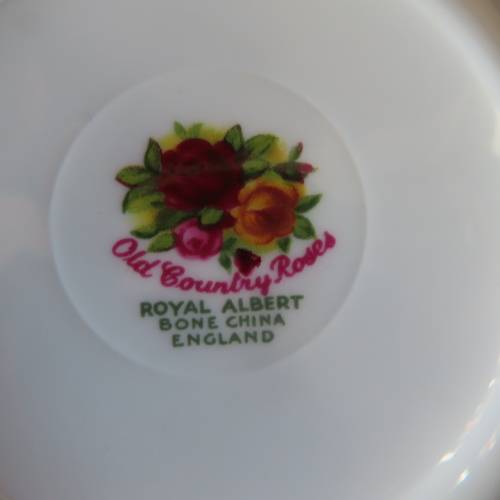 Old Country Roses
ROYAL ALBERT
BONE CHINA
ENGLAND